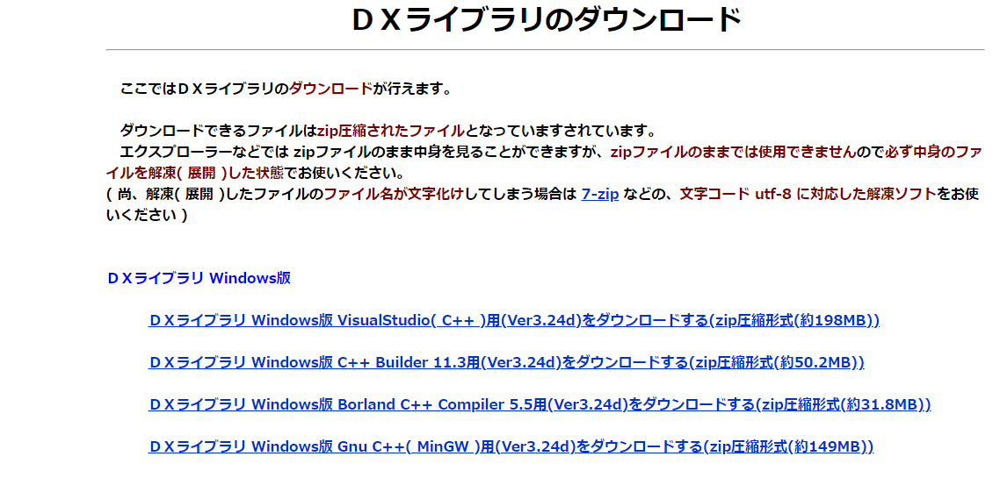 ＤＸライブラリのダウンロード
ここではＤＸライブラリのダウンロードが行えます。
ダウンロードできるファイルはzip圧縮されたファイルとなっていますされています。
エクスプローラーなどでは zipファイルのまま中身を見ることができますが、zipファイルのままでは使用できませんので必ず中身のファ
イルを解凍( 展開 )した状態でお使いください。
( 尚、解凍( 展開 )したファイルのファイル名が文字化けしてしまう場合は 7-zip などの、文字コード utf-8 に対応した解凍ソフトをお使
いください )
ＤＸライブラリ Windows版
ＤＸライブラリ Windows版 VisualStudio( C++ )用(Ver3.24d)をダウンロードする(zip圧縮形式(約198MB))
ＤＸライブラリ Windows版 C++ Builder 11.3用(Ver3.24d)をダウンロードする(zip圧縮形式(約50.2MB))
ＤＸライブラリ Windows版 Borland C++ Compiler 5.5用(Ver3.24d)をダウンロードする(zip圧縮形式(約31.8MB))
ＤＸライブラリ Windows版 Gnu C++( MinGW )用(Ver3.24d)をダウンロードする(zip圧縮形式(約149MB))